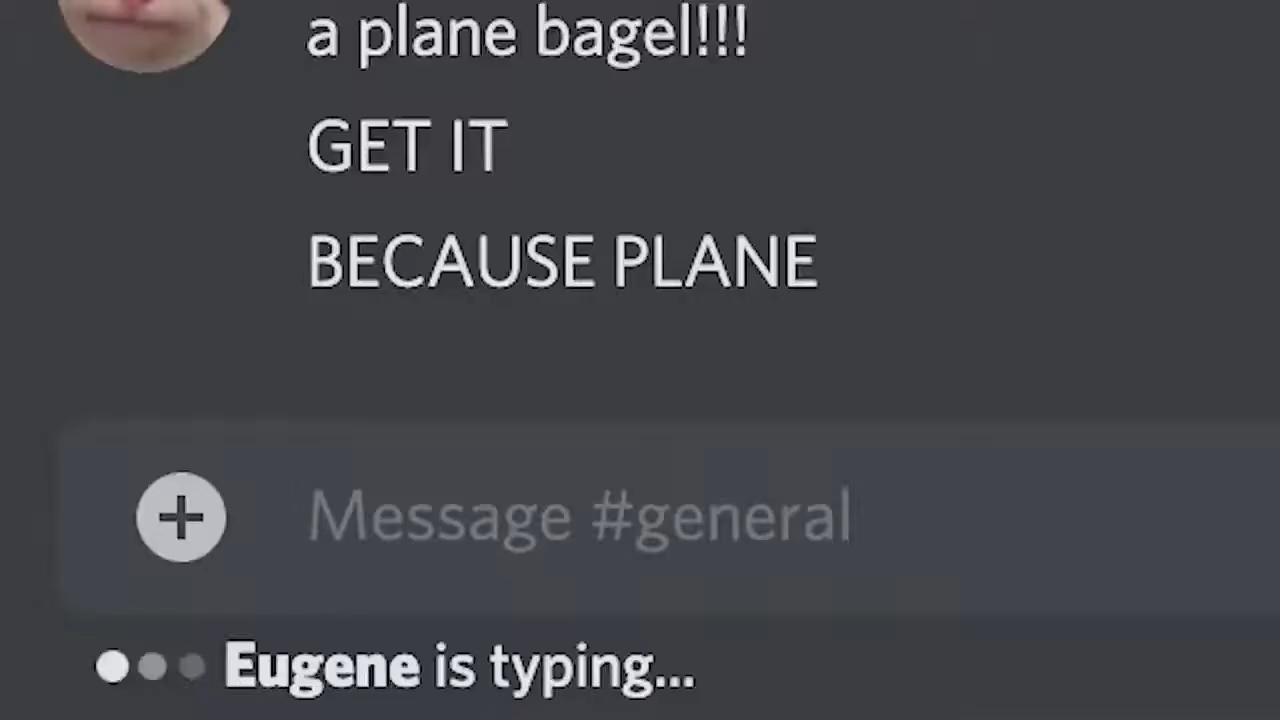 a plane bagel!!!
GET IT
BECAUSE PLANE
Message #general
Eugene is typing...